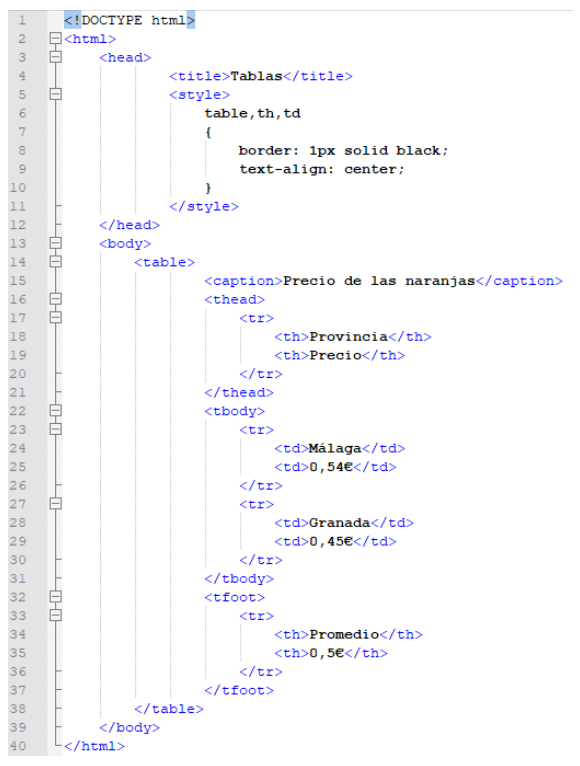 1 <!DOCTYPE html>
2 <html>
3 <head>
4 <title>Tablas</title>
5 <style>
6 table,th,td
7 {
8 border: 1px solid black;
9 text-align: center;
10 }
11 </style>
12 </head>
13 <body>
14 <table>
15 <caption>Precio de las naranjas</caption>
16 <thead>
17 <tr>
18 <th>Provincia</th>
19 <th>Precio</th>
20 </tr>
21 </thead>
22 <tbody>
23 <tr>
24 <td>Málaga</td>
25 <td>0,54€</td>
26 </tr>
27 <tr>
28 <td>Granada</td>
29 <td>0,45€</td>
30 </tr>
31 </tbody>
32 <tfoot>
33 <tr>
34 <th>Promedio</th>
35 <th>0,5€</th>
36 </tr>
37 </tfoot>
38 </table>
39 </body>
40 </html>